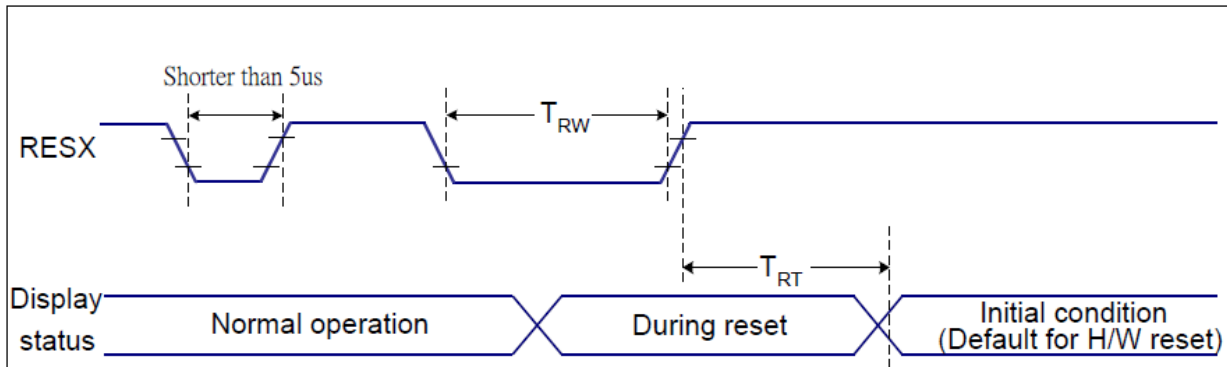 Shorter than 5us
TRW
RESX
TRT
Display
status
Normal operation
During reset
Initial condition
(Default for H/W reset)